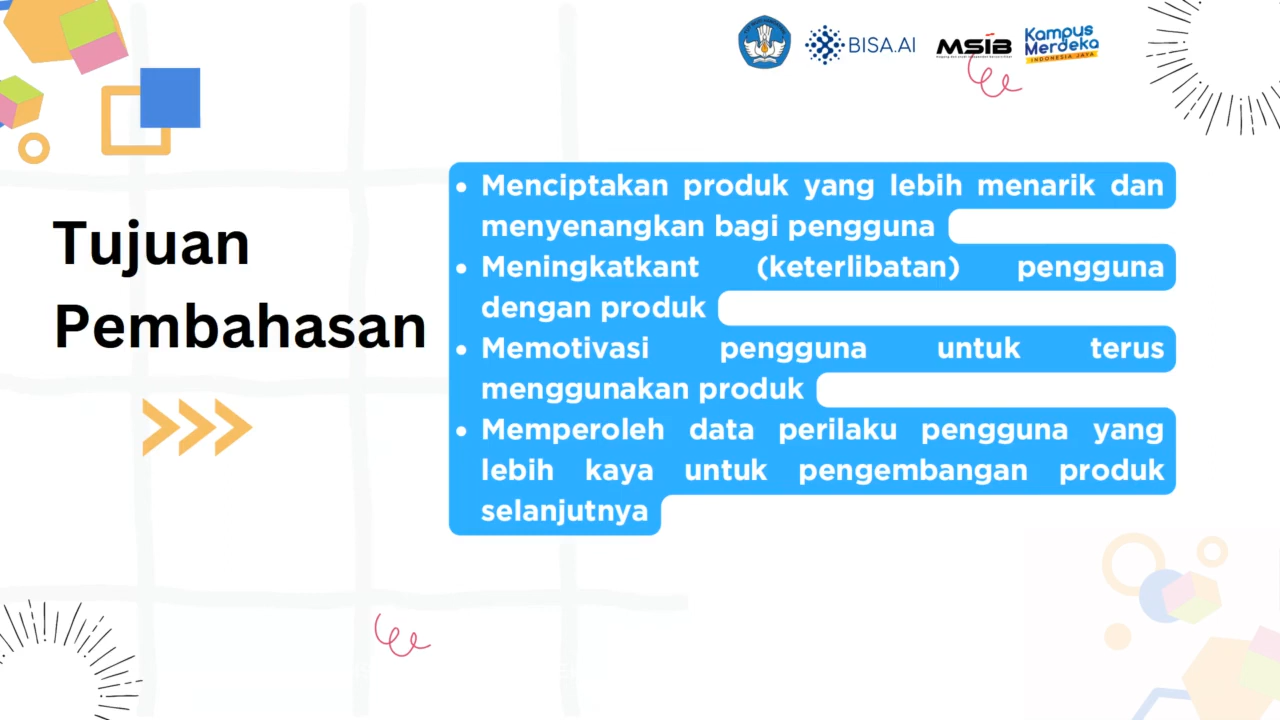 BISA.AI
MSIB
Kampus
Merdeka
INDONESIA JAYA
Tujuan
Pembahasan
• Menciptakan produk yang lebih menarik dan
menyenangkan bagi pengguna
• Meningkatkant (keterlibatan) pengguna
dengan produk
• Memotivasi pengguna untuk terus
menggunakan produk
• Memperoleh data perilaku pengguna yang
lebih kaya untuk pengembangan produk
selanjutnya